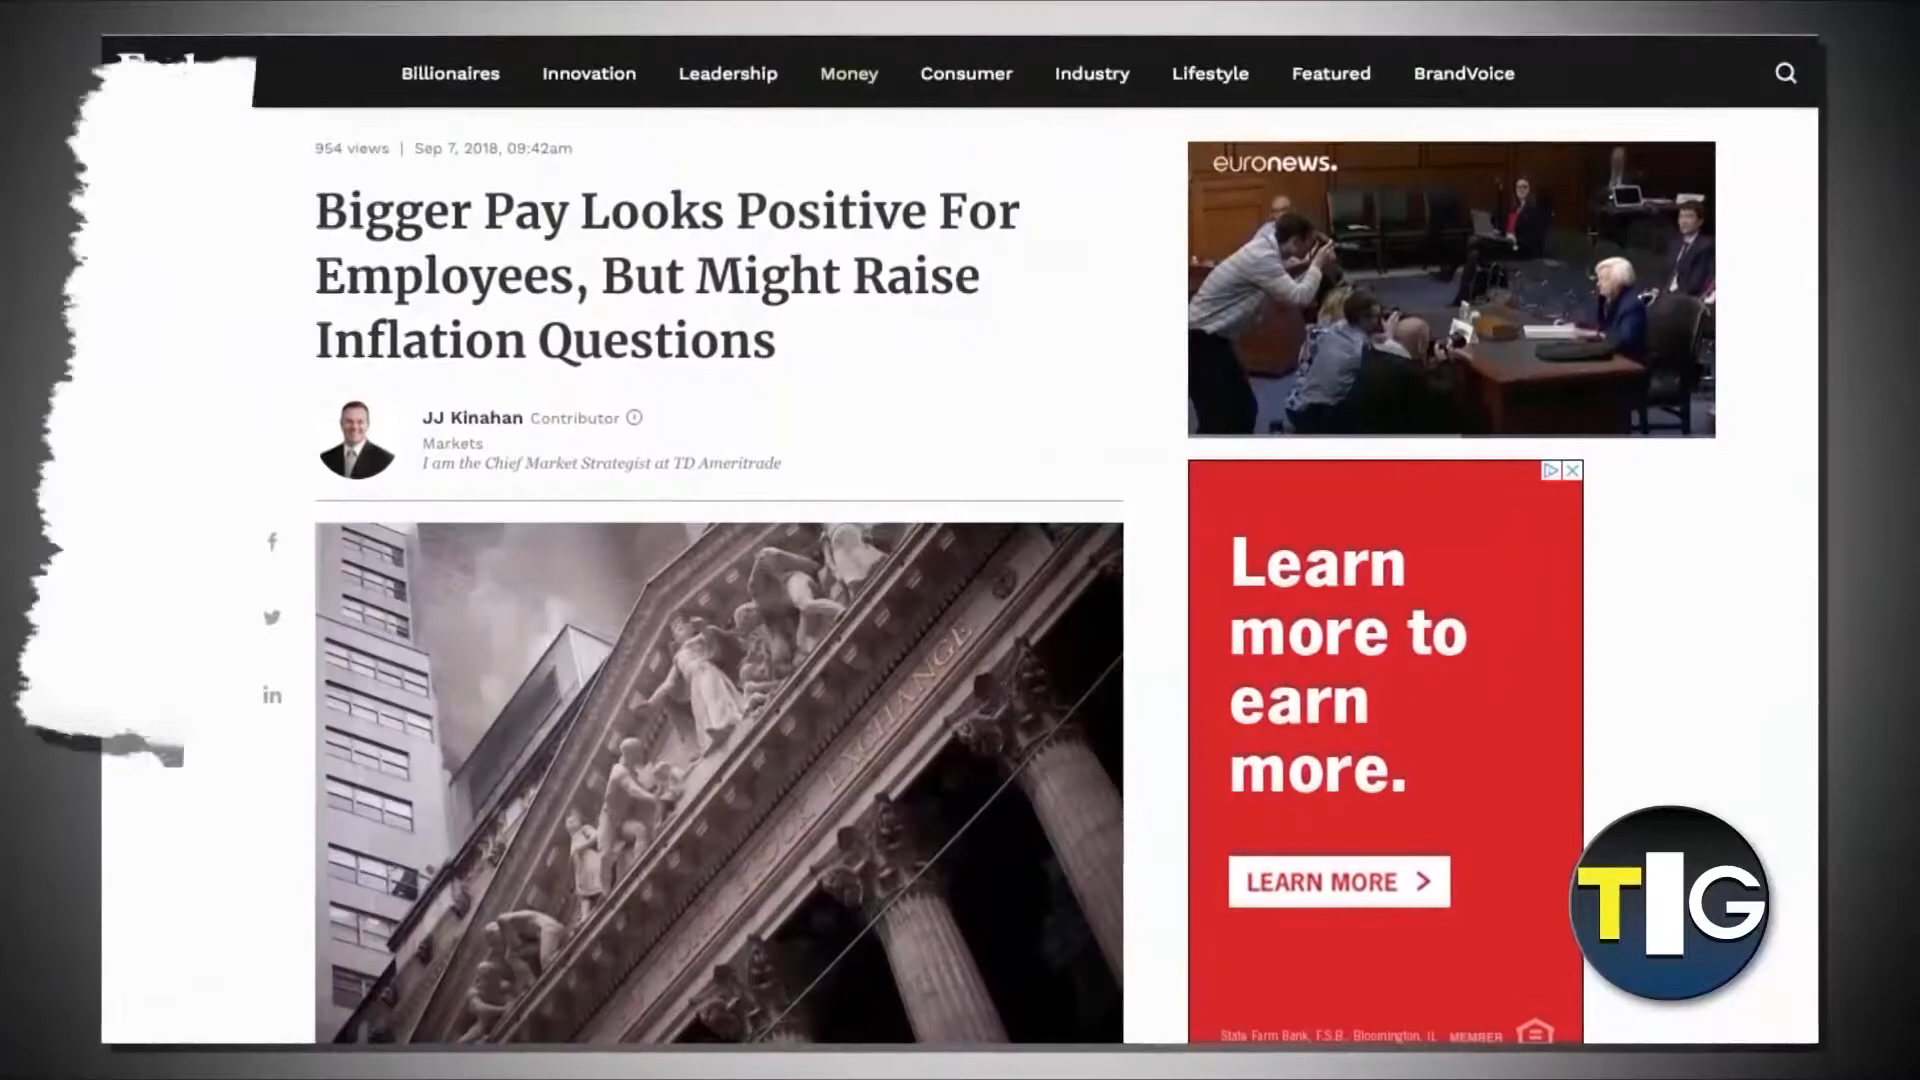 Billionaires Innovation Leadership Money Consumer Industry Lifestyle Featured BrandVoice
954 views | Sep 7, 2018, 09:42am
Bigger Pay Looks Positive For
Employees, But Might Raise
Inflation Questions
JJ Kinahan Contributor
Markets
I am the Chief Market Strategist at TD Ameritrade
f
in
EXCHANGE
euronews.
Learn
more to
earn
more.
LEARN MORE >
State Farm Bank, F.S.B., Bloomington, IL MEMBER
TIG